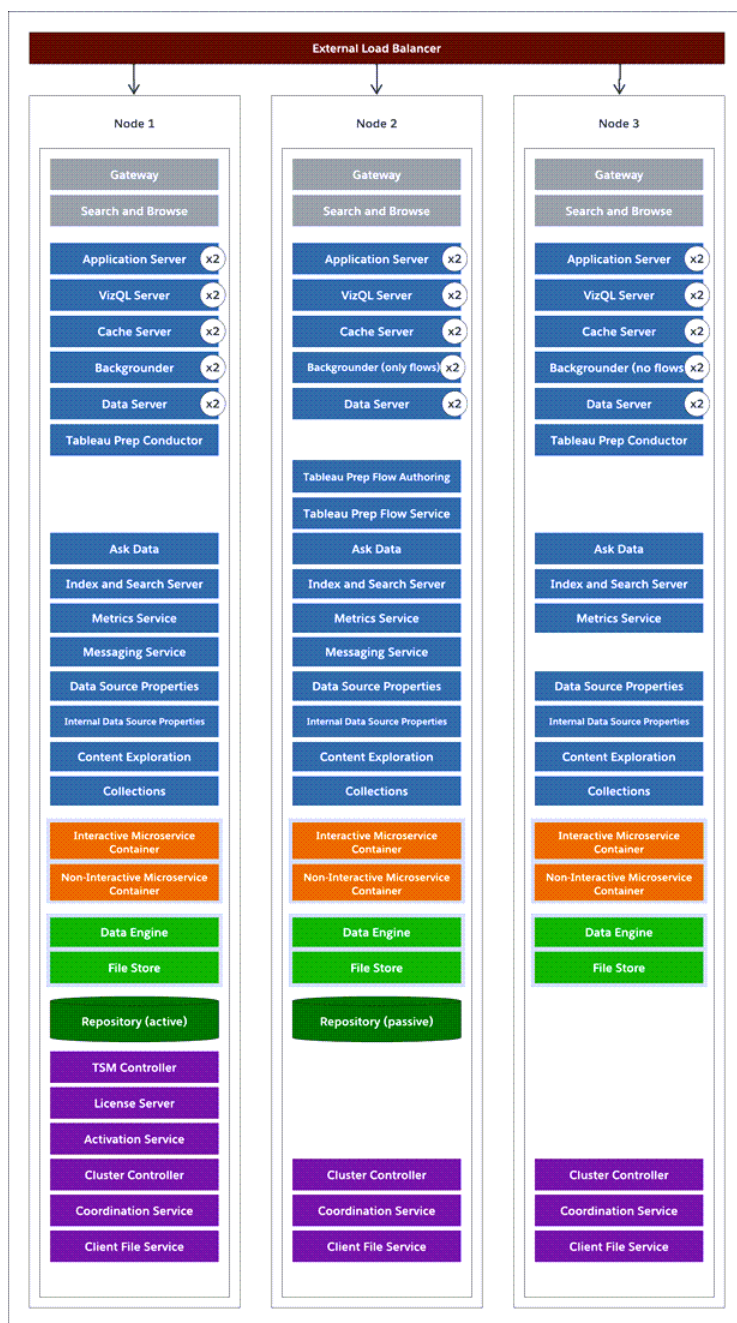 External Load Balancer
Node 1
Gateway
Search and Browse
Application Server x2
VizQL Server x2
Cache Server x2
Backgrounder x2
Data Server x2
Tableau Prep Conductor
Ask Data
Index and Search Server
Metrics Service
Messaging Service
Data Source Properties
Internal Data Source Properties
Content Exploration
Collections
Interactive Microservice
Container
Non-Interactive Microservice
Container
Data Engine
File Store
Repository (active)
TSM Controller
License Server
Activation Service
Cluster Controller
Coordination Service
Client File Service
Node 2
Gateway
Search and Browse
Application Server x2
VizQL Server x2
Cache Server x2
Backgrounder (only flows) x2
Data Server x2
Tableau Prep Flow Authoring
Tableau Prep Flow Service
Ask Data
Index and Search Server
Metrics Service
Messaging Service
Data Source Properties
Internal Data Source Properties
Content Exploration
Collections
Interactive Microservice
Container
Non-Interactive Microservice
Container
Data Engine
File Store
Repository (passive)
Cluster Controller
Coordination Service
Client File Service
Node 3
Gateway
Search and Browse
Application Server x2
VizQL Server x2
Cache Server x2
Backgrounder (no flows x2
Data Server x2
Tableau Prep Conductor
Ask Data
Index and Search Server
Metrics Service
Data Source Properties
Internal Data Source Properties
Content Exploration
Collections
Interactive Microservice
Container
Non-Interactive Microservice
Container
Data Engine
File Store
Cluster Controller
Coordination Service
Client File Service